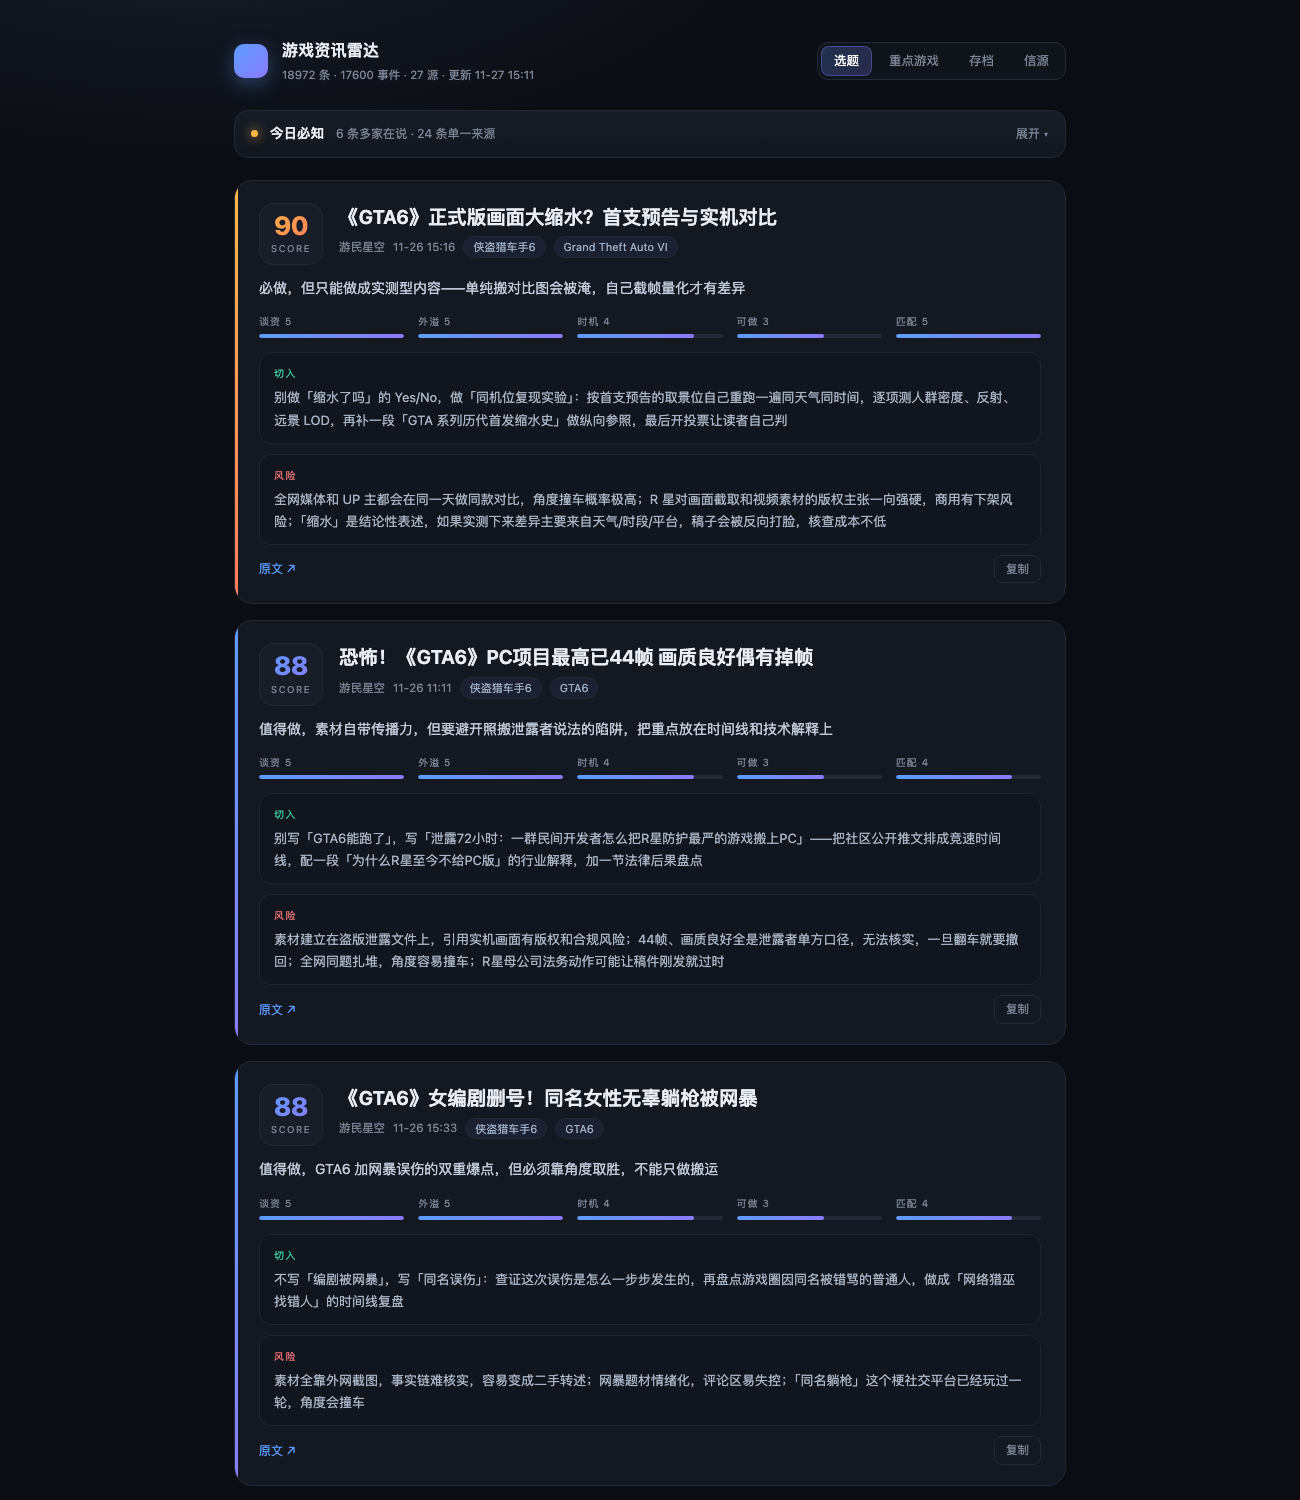 游戏资讯雷达
18972 条 · 17600 事件 · 27 源 · 更新 11-27 15:11
选题
重点游戏
存档
信源
今日必知 6 条多家在说 · 24 条单一来源
展开 ▾
90
SCORE
《GTA6》正式版画面大缩水？首支预告与实机对比
游民星空 11-26 15:16 侠盗猎车手6 Grand Theft Auto VI
必做，但只能做成实测型内容——单纯搬对比图会被淹，自己截帧量化才有差异
谈资 5
外溢 5
时机 4
可做 3
匹配 5
切入
别做「缩水了吗」的 Yes/No，做「同机位复现实验」：按首支预告的取景位自己重跑一遍同天气同时间，逐项测人群密度、反射、
远景 LOD，再补一段「GTA 系列历代首发缩水史」做纵向参照，最后开投票让读者自己判
风险
全网媒体和 UP 主都会在同一天做同款对比，角度撞车概率极高；R 星对画面截取和视频素材的版权主张一向强硬，商用有下架风
险；「缩水」是结论性表述，如果实测下来差异主要来自天气/时段/平台，稿子会被反向打脸，核查成本不低
原文 ↗
复制
88
SCORE
恐怖！《GTA6》PC项目最高已44帧 画质良好偶有掉帧
游民星空 11-26 11:11 侠盗猎车手6 GTA6
值得做，素材自带传播力，但要避开照搬泄露者说法的陷阱，把重点放在时间线和技术解释上
谈资 5
外溢 5
时机 4
可做 3
匹配 4
切入
别写「GTA6能跑了」，写「泄露72小时：一群民间开发者怎么把R星防护最严的游戏搬上PC」——把社区公开推文排成竞速时间
线，配一段「为什么R星至今不给PC版」的行业解释，加一节法律后果盘点
风险
素材建立在盗版泄露文件上，引用实机画面有版权和合规风险；44帧、画质良好全是泄露者单方口径，无法核实，一旦翻车就要撤
回；全网同题扎堆，角度容易撞车；R星母公司法务动作可能让稿件刚发就过时
原文 ↗
复制
88
SCORE
《GTA6》女编剧删号！同名女性无辜躺枪被网暴
游民星空 11-26 15:33 侠盗猎车手6 GTA6
值得做，GTA6 加网暴误伤的双重爆点，但必须靠角度取胜，不能只做搬运
谈资 5
外溢 5
时机 4
可做 3
匹配 4
切入
不写「编剧被网暴」，写「同名误伤」：查证这次误伤是怎么一步步发生的，再盘点游戏圈因同名被错骂的普通人，做成「网络猎巫
找错人」的时间线复盘
风险
素材全靠外网截图，事实链难核实，容易变成二手转述；网暴题材情绪化，评论区易失控；「同名躺枪」这个梗社交平台已经玩过一
轮，角度会撞车
原文 ↗
复制